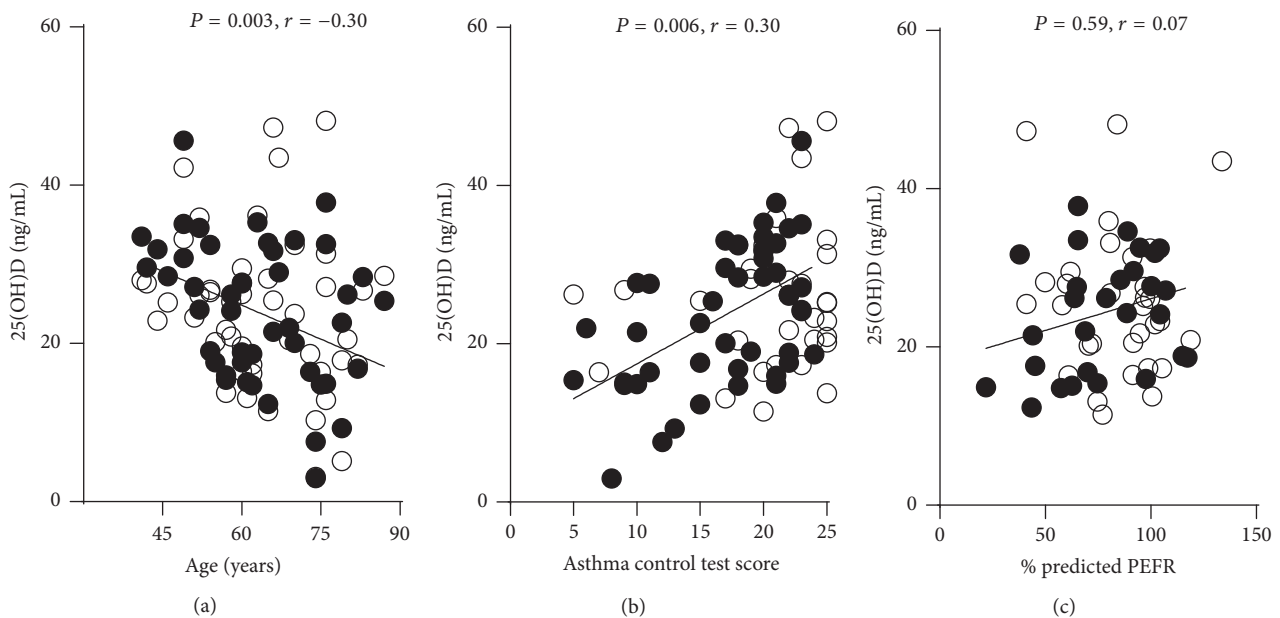 P = 0.003, r = −0.30
60
40
20
0
25(OH)D (ng/mL)
45 60 75 90
Age (years)
(a)
P = 0.006, r = 0.30
60
40
20
0
25(OH)D (ng/mL)
0 5 10 15 20 25
Asthma control test score
(b)
P = 0.59, r = 0.07
60
40
20
0
25(OH)D (ng/mL)
0 50 100 150
% predicted PEFR
(c)